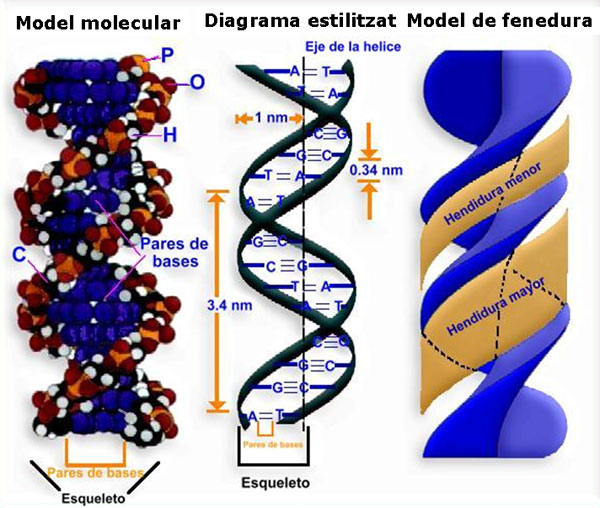 Model molecular
Diagrama estilitzat
Model de fenedura
P
O
H
Pares de
bases
C
Pares de bases
Esqueleto
Eje de la helice
A = T
T = A
1 nm
C ≡ G
G ≡ C
0.34 nm
T = A
A = T
G ≡ C
C ≡ G
T = A
3.4 nm
A = T
C ≡ G
G ≡ C
G ≡ C
A = T
Pares de bases
Esqueleto
Hendidura menor
Hendidura mayor